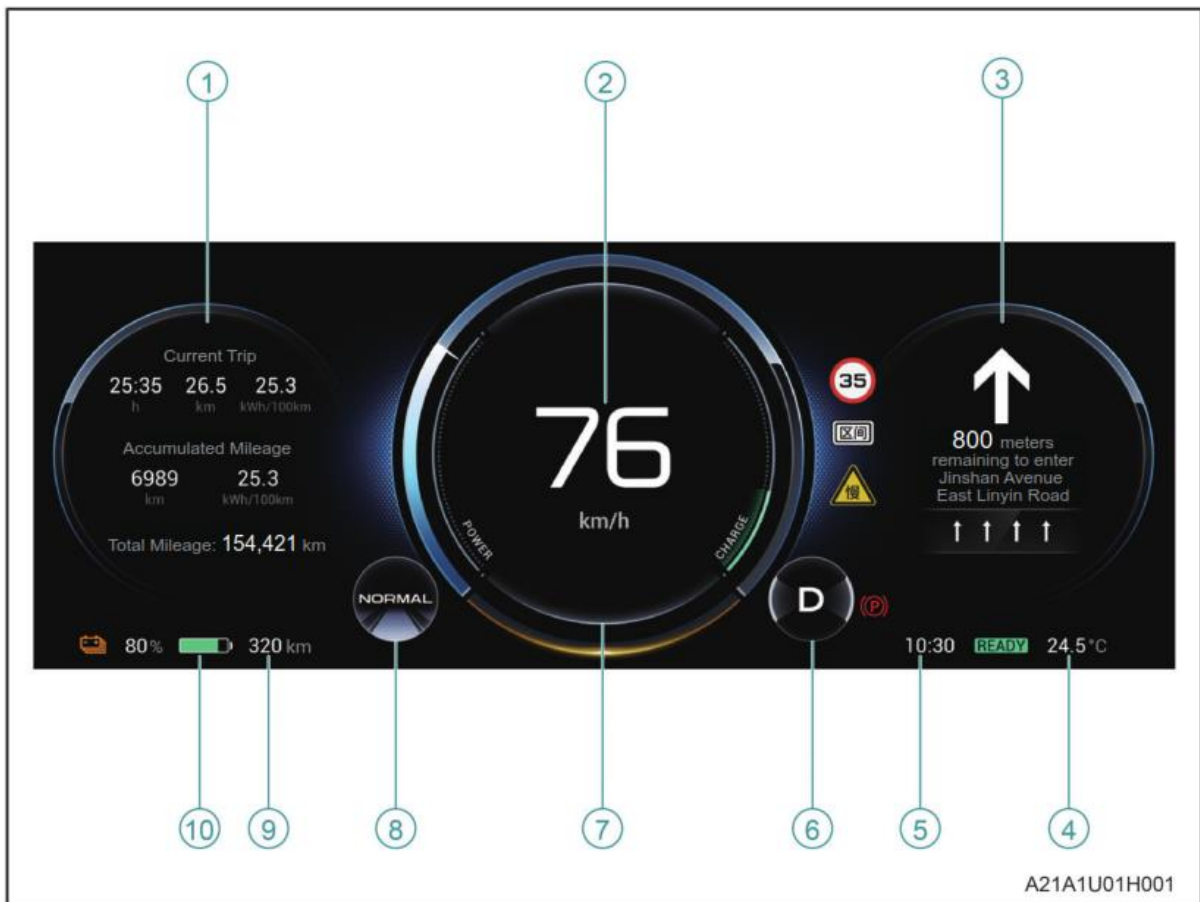 1 2 3
Current Trip
25:35 26.5 25.3
h km kWh/100km
Accumulated Mileage
6989 25.3
km kWh/100km
Total Mileage: 154,421 km
76
km/h
POWER
CHARGE
35
区间
慢
800 meters
remaining to enter
Jinshan Avenue
East Linyin Road
NORMAL
D
(P)
80% 320 km
10:30 READY 24.5°C
10 9 8 7 6 5 4
A21A1U01H001